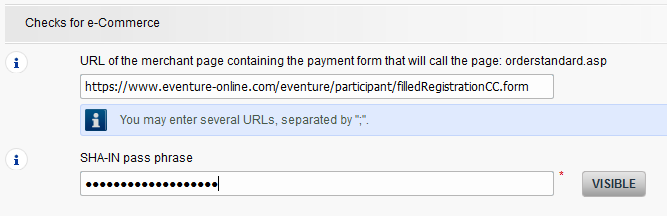 Checks for e-Commerce
URL of the merchant page containing the payment form that will call the page: orderstandard.asp
https://www.eventure-online.com/eventure/participant/filledRegistrationCC.form
You may enter several URLs, separated by ";".
SHA-IN pass phrase
●●●●●●●●●●●●●●●●●●● * VISIBLE